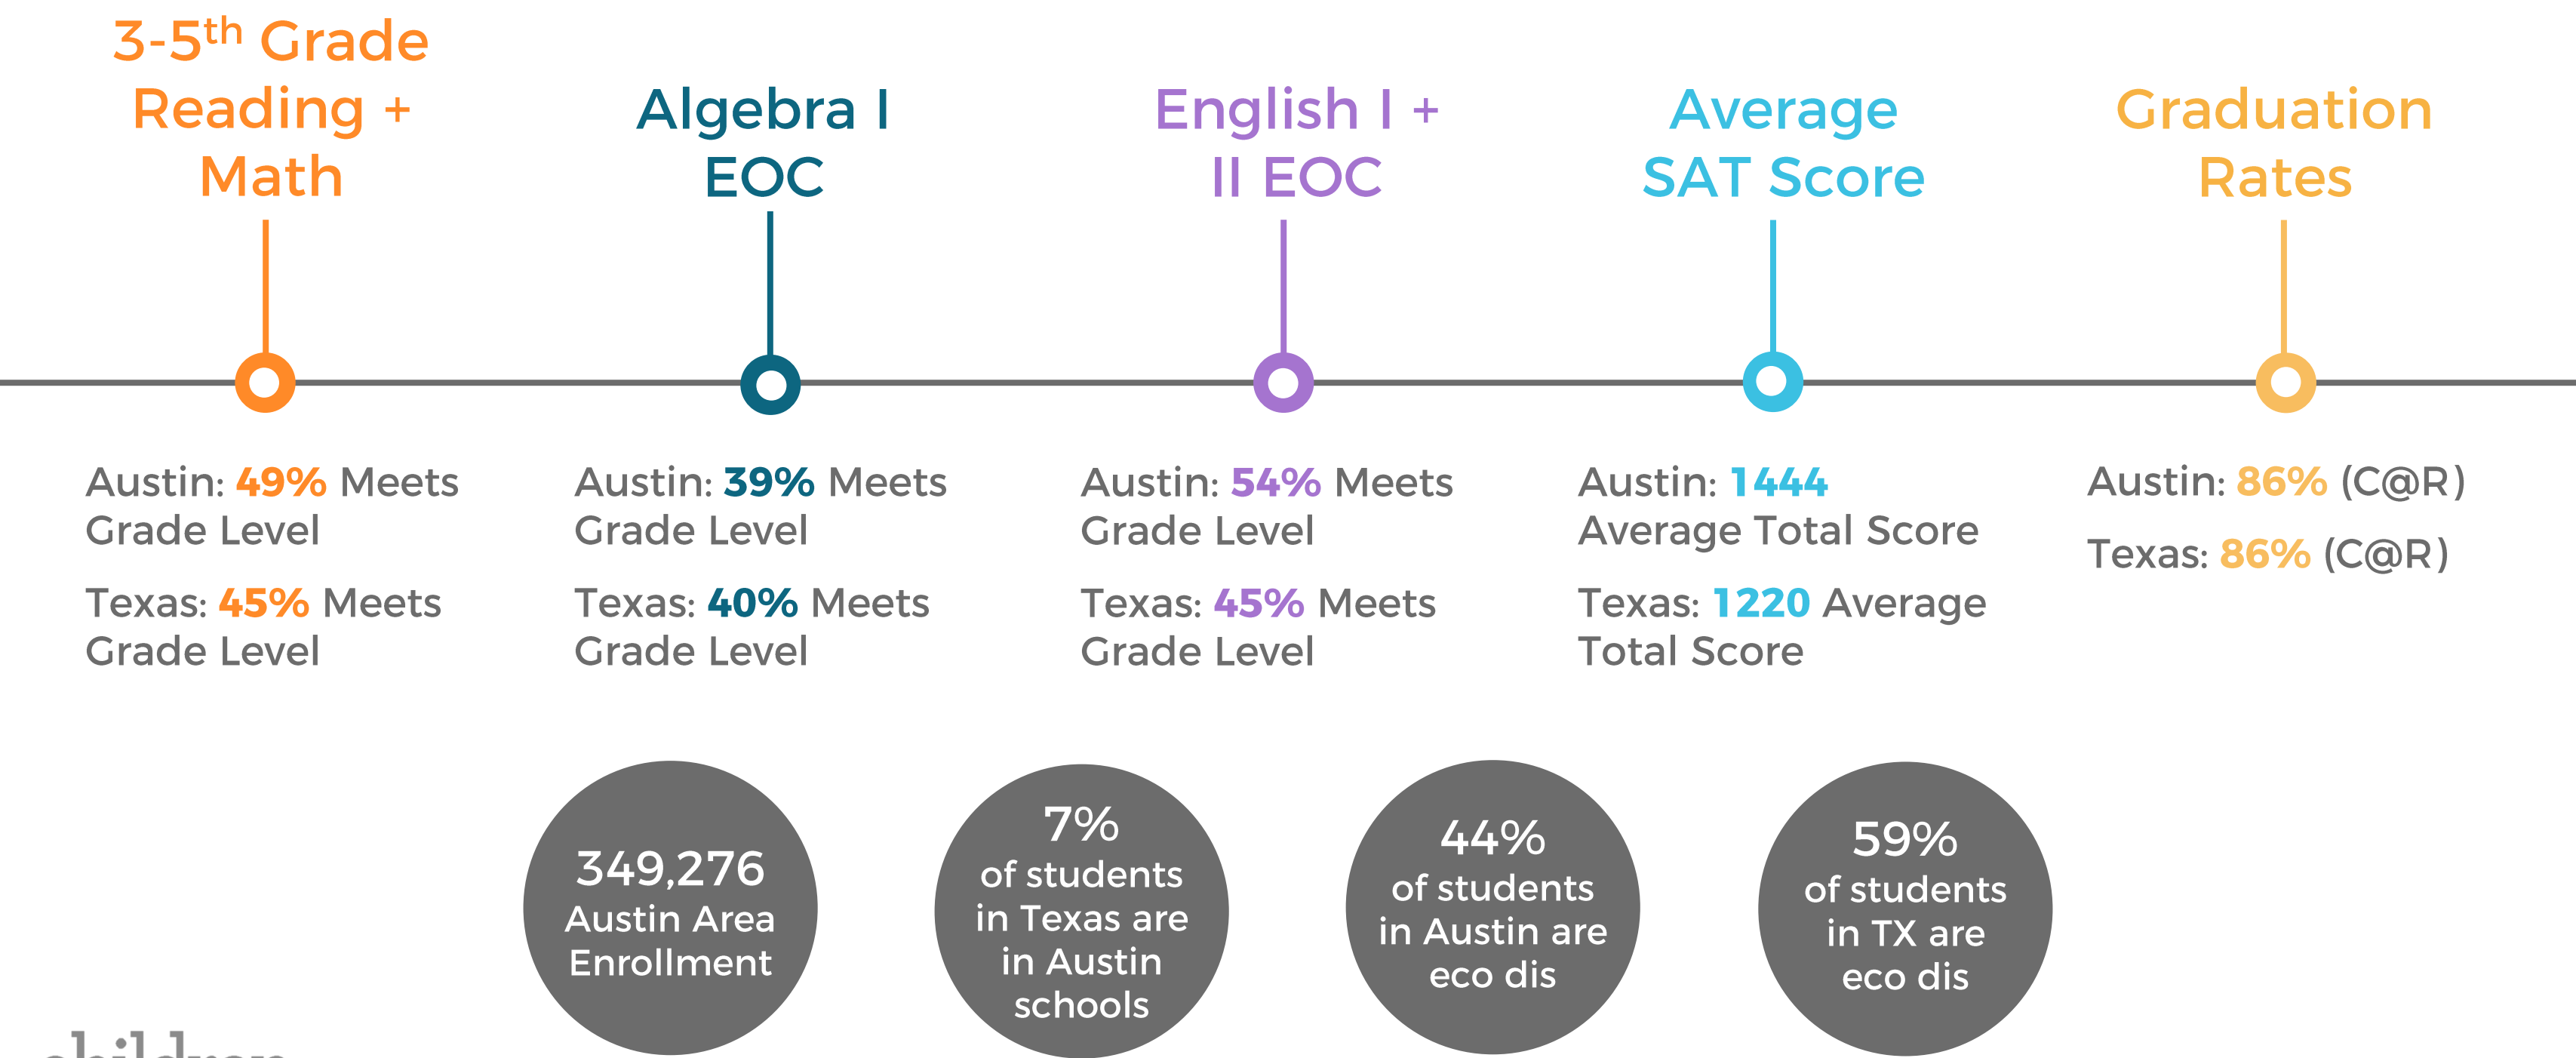 3-5th Grade
Reading +
Math
Algebra I
EOC
English I +
II EOC
Average
SAT Score
Graduation
Rates
Austin: 49% Meets
Grade Level
Texas: 45% Meets
Grade Level
Austin: 39% Meets
Grade Level
Texas: 40% Meets
Grade Level
Austin: 54% Meets
Grade Level
Texas: 45% Meets
Grade Level
Austin: 1444
Average Total Score
Texas: 1220 Average
Total Score
Austin: 86% (C@R)
Texas: 86% (C@R)
349,276
Austin Area
Enrollment
7%
of students
in Texas are
in Austin
schools
44%
of students
in Austin are
eco dis
59%
of students
in TX are
eco dis
children